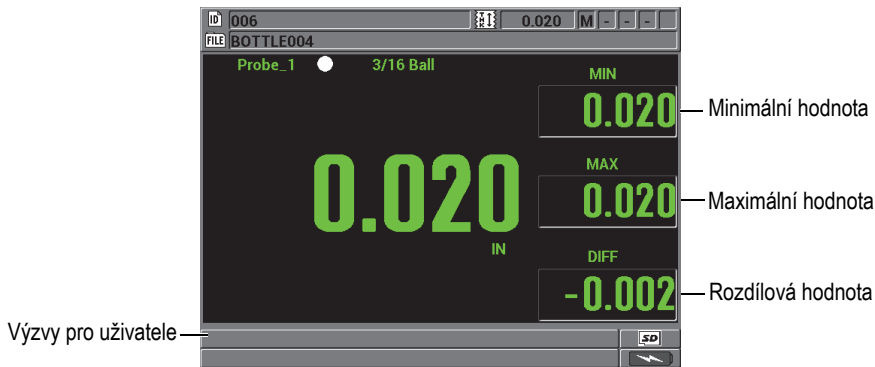 ID 006 0.020 M - - -
FILE BOTTLE004
Probe_1 3/16 Ball
MIN
0.020
Minimální hodnota
0.020
MAX
0.020
Maximální hodnota
IN
DIFF
-0.002
Rozdílová hodnota
Výzvy pro uživatele
SD